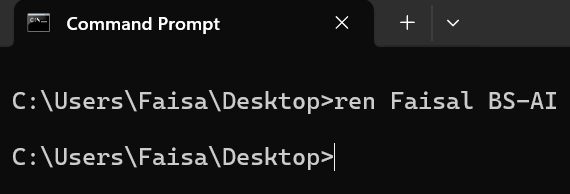 Command Prompt
C:\Users\Faisa\Desktop>ren Faisal BS-AI
C:\Users\Faisa\Desktop>